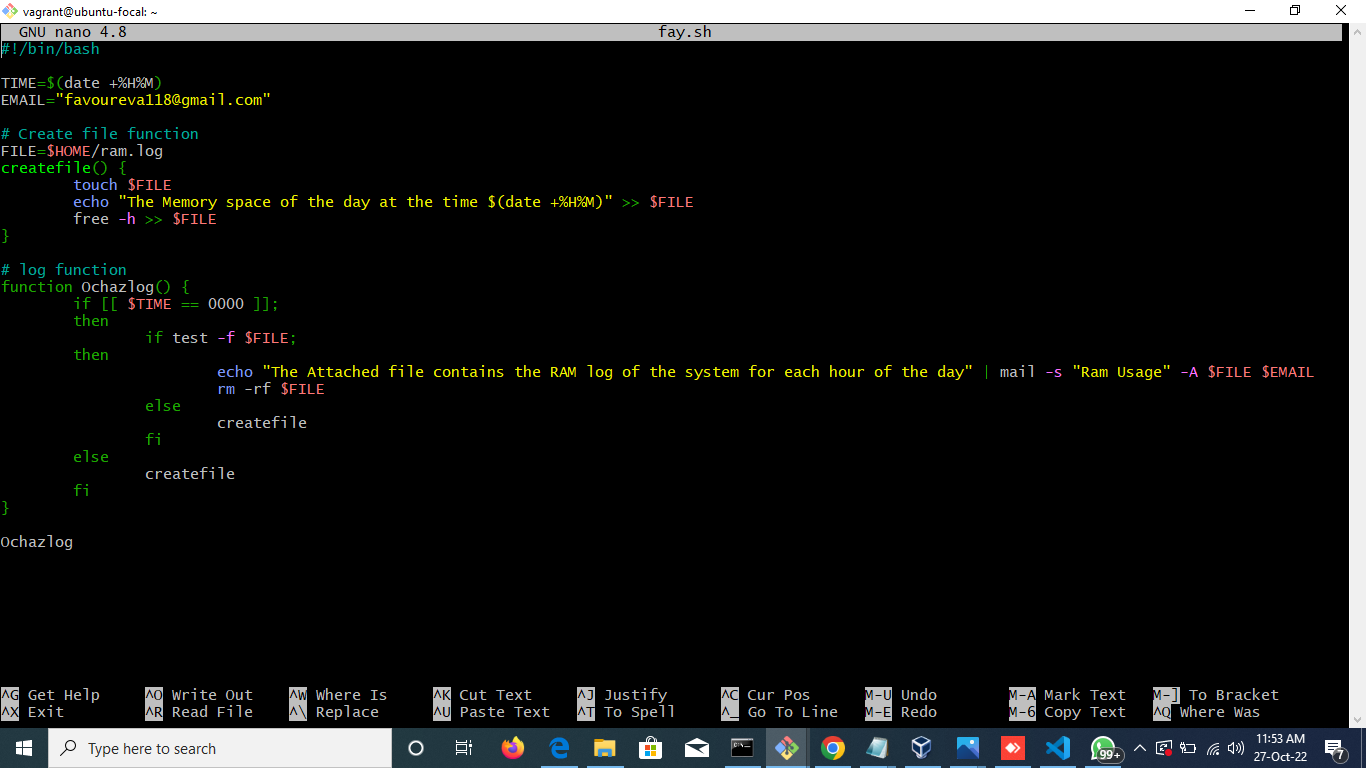 vagrant@ubuntu-focal: ~
GNU nano 4.8 fay.sh
#!/bin/bash
TIME=$(date +%H%M)
EMAIL="favoureva118@gmail.com"
# Create file function
FILE=$HOME/ram.log
createfile() {
touch $FILE
echo "The Memory space of the day at the time $(date +%H%M)" >> $FILE
free -h >> $FILE
}
# log function
function Ochazlog() {
if [[ $TIME == 0000 ]];
then
if test -f $FILE;
then
echo "The Attached file contains the RAM log of the system for each hour of the day" | mail -s "Ram Usage" -A $FILE $EMAIL
rm -rf $FILE
else
createfile
fi
else
createfile
fi
}
Ochazlog
^G Get Help ^O Write Out ^W Where Is ^K Cut Text ^J Justify ^C Cur Pos M-U Undo M-A Mark Text M-] To Bracket
^X Exit ^R Read File ^\ Replace ^U Paste Text ^T To Spell ^_ Go To Line M-E Redo M-6 Copy Text ^Q Where Was
Type here to search
99+
11:53 AM
27-Oct-22
7